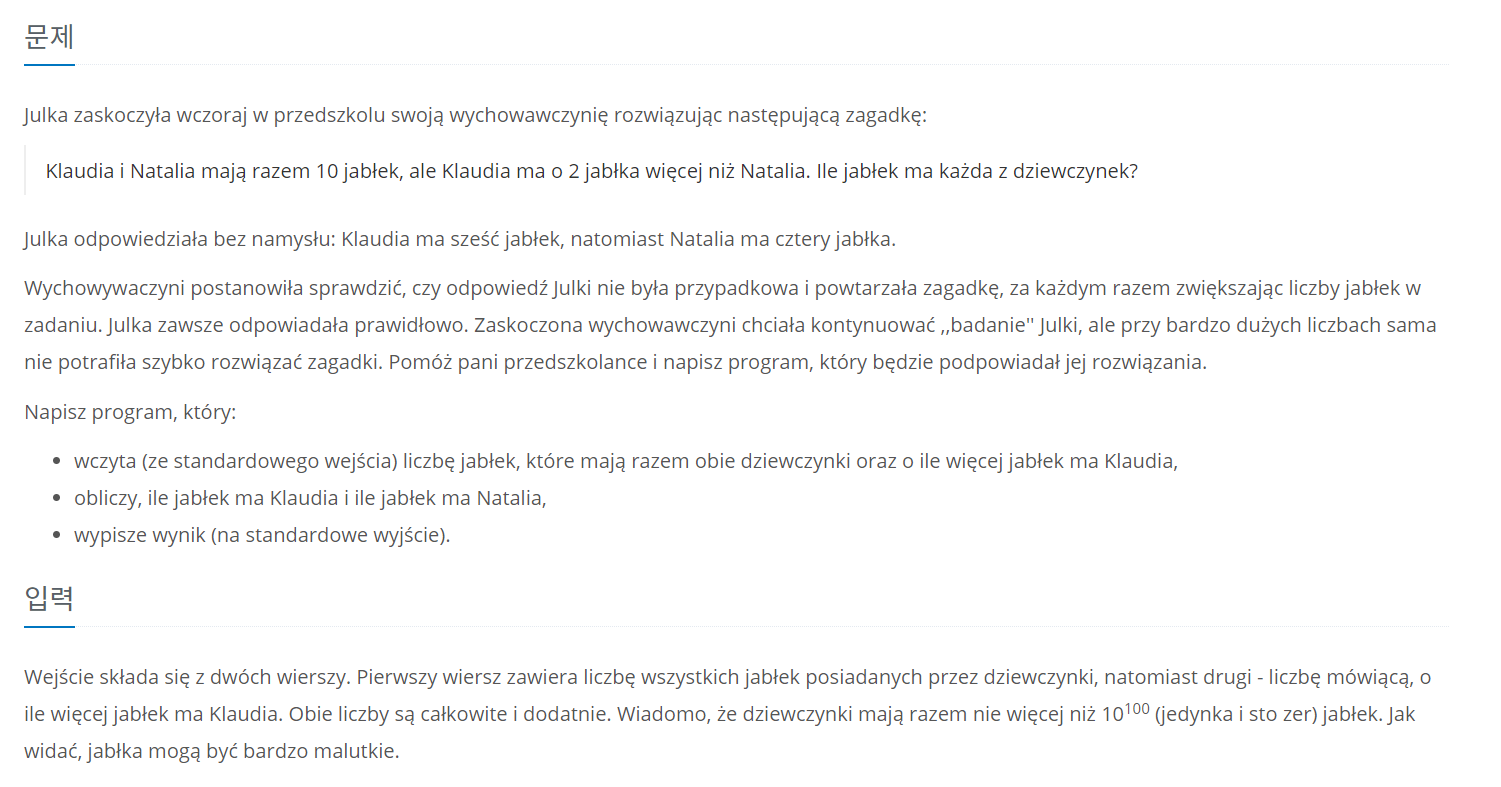 문제
Julka zaskoczyła wczoraj w przedszkolu swoją wychowawczynię rozwiązując następującą zagadkę:
Klaudia i Natalia mają razem 10 jabłek, ale Klaudia ma o 2 jabłka więcej niż Natalia. Ile jabłek ma każda z dziewczynek?
Julka odpowiedziała bez namysłu: Klaudia ma sześć jabłek, natomiast Natalia ma cztery jabłka.
Wychowywaczyni postanowiła sprawdzić, czy odpowiedź Julki nie była przypadkowa i powtarzała zagadkę, za każdym razem zwiększając liczby jabłek w
zadaniu. Julka zawsze odpowiadała prawidłowo. Zaskoczona wychowawczyni chciała kontynuować ,,badanie'' Julki, ale przy bardzo dużych liczbach sama
nie potrafiła szybko rozwiązać zagadki. Pomóż pani przedszkolance i napisz program, który będzie podpowiadał jej rozwiązania.
Napisz program, który:
• wczyta (ze standardowego wejścia) liczbę jabłek, które mają razem obie dziewczynki oraz o ile więcej jabłek ma Klaudia,
• obliczy, ile jabłek ma Klaudia i ile jabłek ma Natalia,
• wypisze wynik (na standardowe wyjście).
입력
Wejście składa się z dwóch wierszy. Pierwszy wiersz zawiera liczbę wszystkich jabłek posiadanych przez dziewczynki, natomiast drugi - liczbę mówiącą, o
ile więcej jabłek ma Klaudia. Obie liczby są całkowite i dodatnie. Wiadomo, że dziewczynki mają razem nie więcej niż 10^100 (jedynka i sto zer) jabłek. Jak
widać, jabłka mogą być bardzo malutkie.